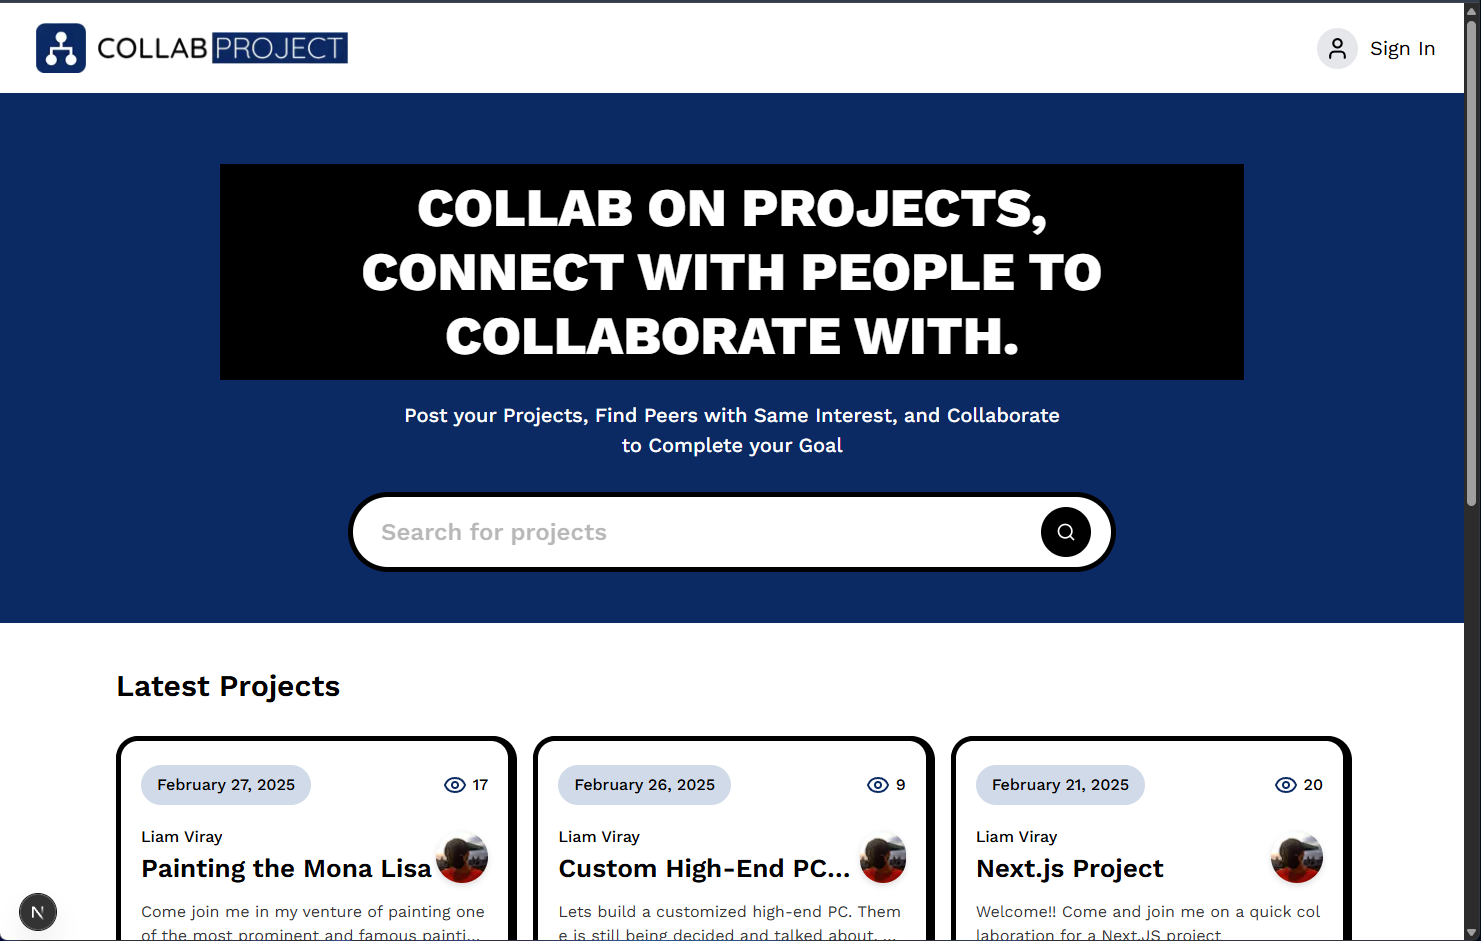 COLLAB PROJECT
Sign In
COLLAB ON PROJECTS,
CONNECT WITH PEOPLE TO
COLLABORATE WITH.
Post your Projects, Find Peers with Same Interest, and Collaborate
to Complete your Goal
Search for projects
Latest Projects
February 27, 2025
17
Liam Viray
Painting the Mona Lisa
Come join me in my venture of painting one
of the most prominent and famous painti...
February 26, 2025
9
Liam Viray
Custom High-End PC...
Lets build a customized high-end PC. Them
e is still being decided and talked about. ...
February 21, 2025
20
Liam Viray
Next.js Project
Welcome!! Come and join me on a quick col
laboration for a Next.JS project
N